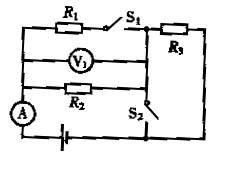 R₁ S₁
R₃
V₁
R₂
A S₂